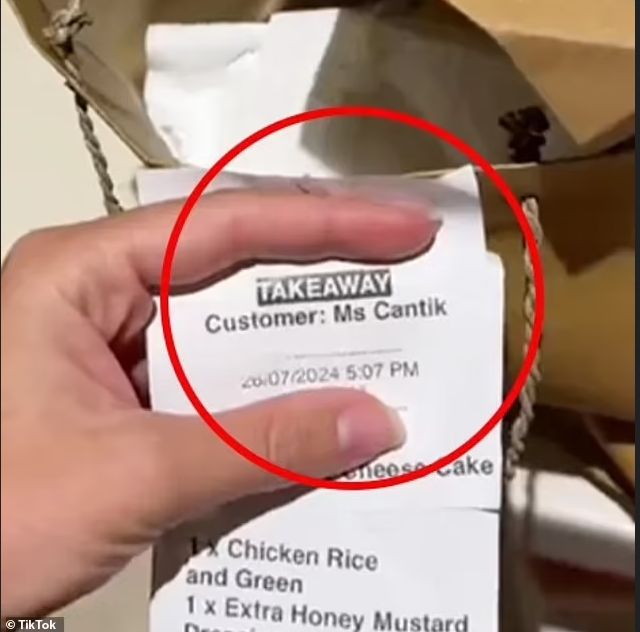 TAKEAWAY
Customer: Ms Cantik
26/07/2024 5:07 PM
Cheese Cake
1 x Chicken Rice
and Green
1 x Extra Honey Mustard
Dressing
© TikTok